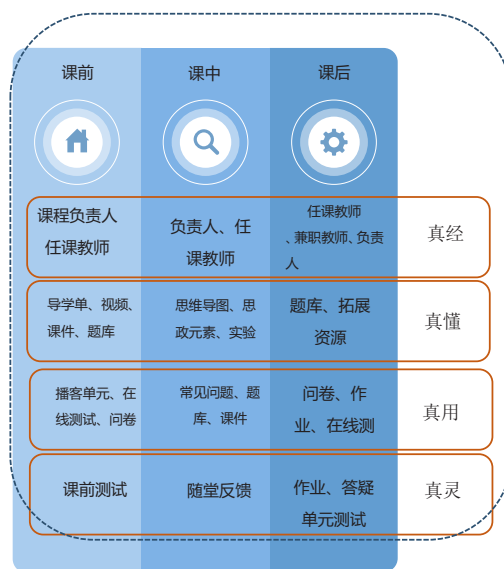 课前
课中
课后
课程负责人
任课教师
负责人、任
课教师
任课教师
、兼职教师、负责
人
真经
导学单、视频、
课件、题库
思维导图、思
政元素、实验
题库、拓展
资源
真懂
播客单元、在
线测试、问卷
常见问题、题
库、课件
问卷、作
业、在线测
真用
课前测试
随堂反馈
作业、答疑
单元测试
真灵